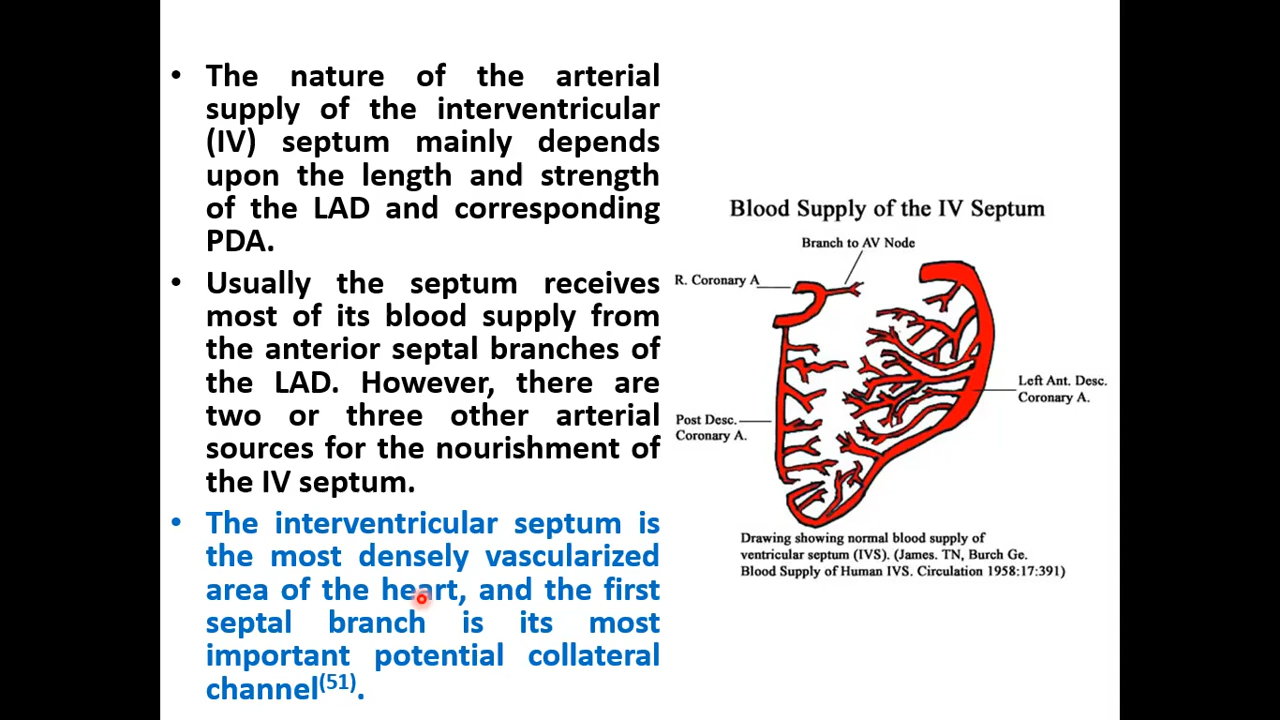 • The nature of the arterial
supply of the interventricular
(IV) septum mainly depends
upon the length and strength
of the LAD and corresponding
PDA.
• Usually the septum receives
most of its blood supply from
the anterior septal branches of
the LAD. However, there are
two or three other arterial
sources for the nourishment of
the IV septum.
• The interventricular septum is
the most densely vascularized
area of the heart, and the first
septal branch is its most
important potential collateral
channel(51).
Blood Supply of the IV Septum
Branch to AV Node
R. Coronary A
Left Ant. Desc.
Coronary A.
Post Desc.
Coronary A.
Drawing showing normal blood supply of
ventricular septum (IVS). (James. TN, Burch Ge.
Blood Supply of Human IVS. Circulation 1958:17:391)